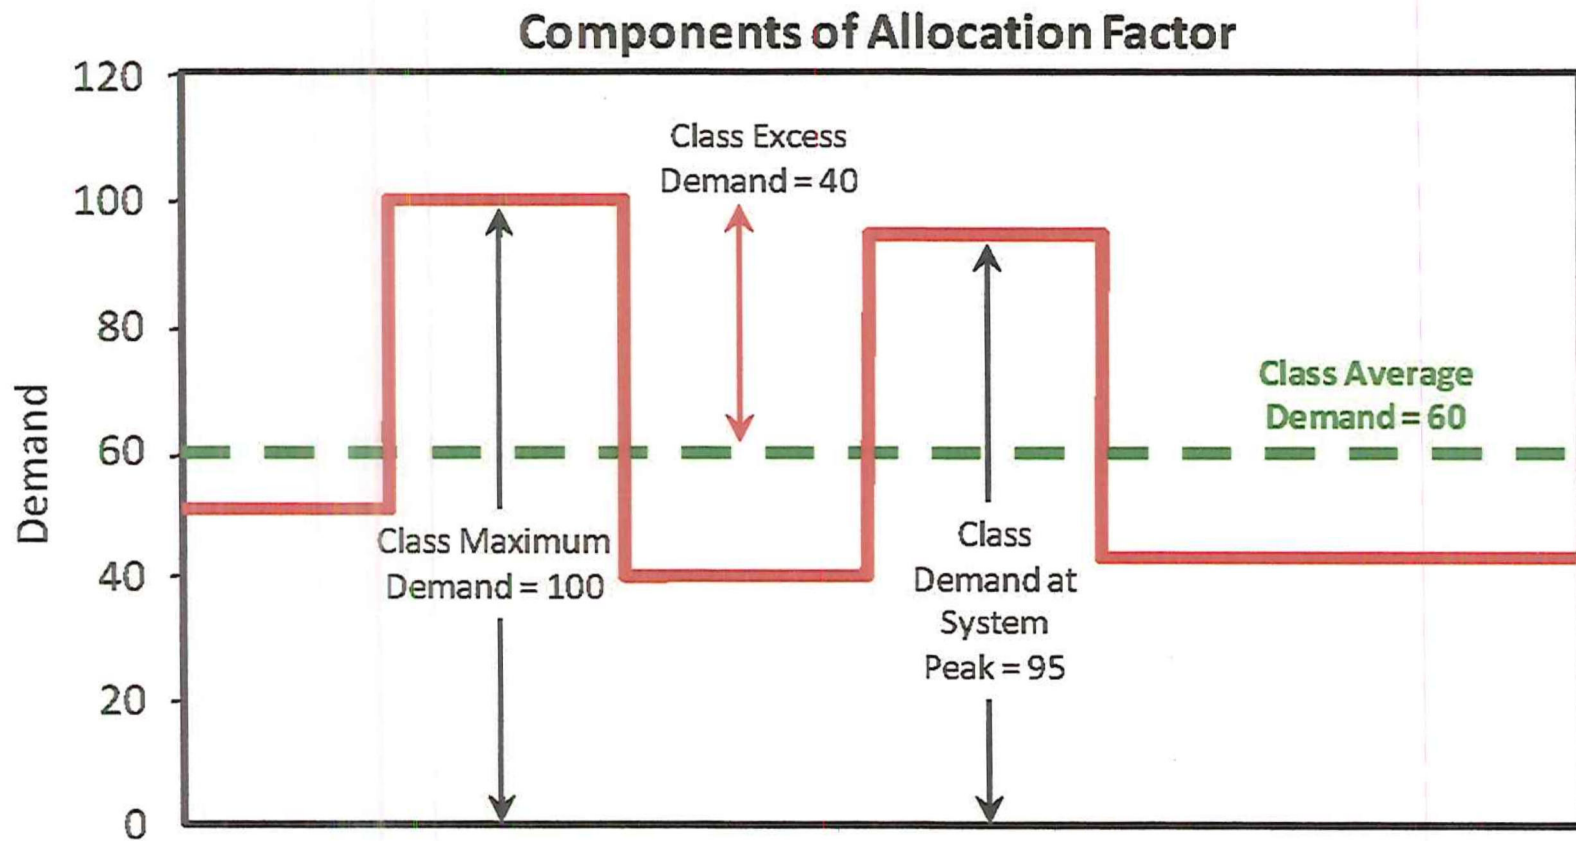 Components of Allocation Factor
120
100
80
60
40
20
0
Demand
Class Excess
Demand = 40
Class Average
Demand = 60
Class Maximum
Demand = 100
Class
Demand at
System
Peak = 95